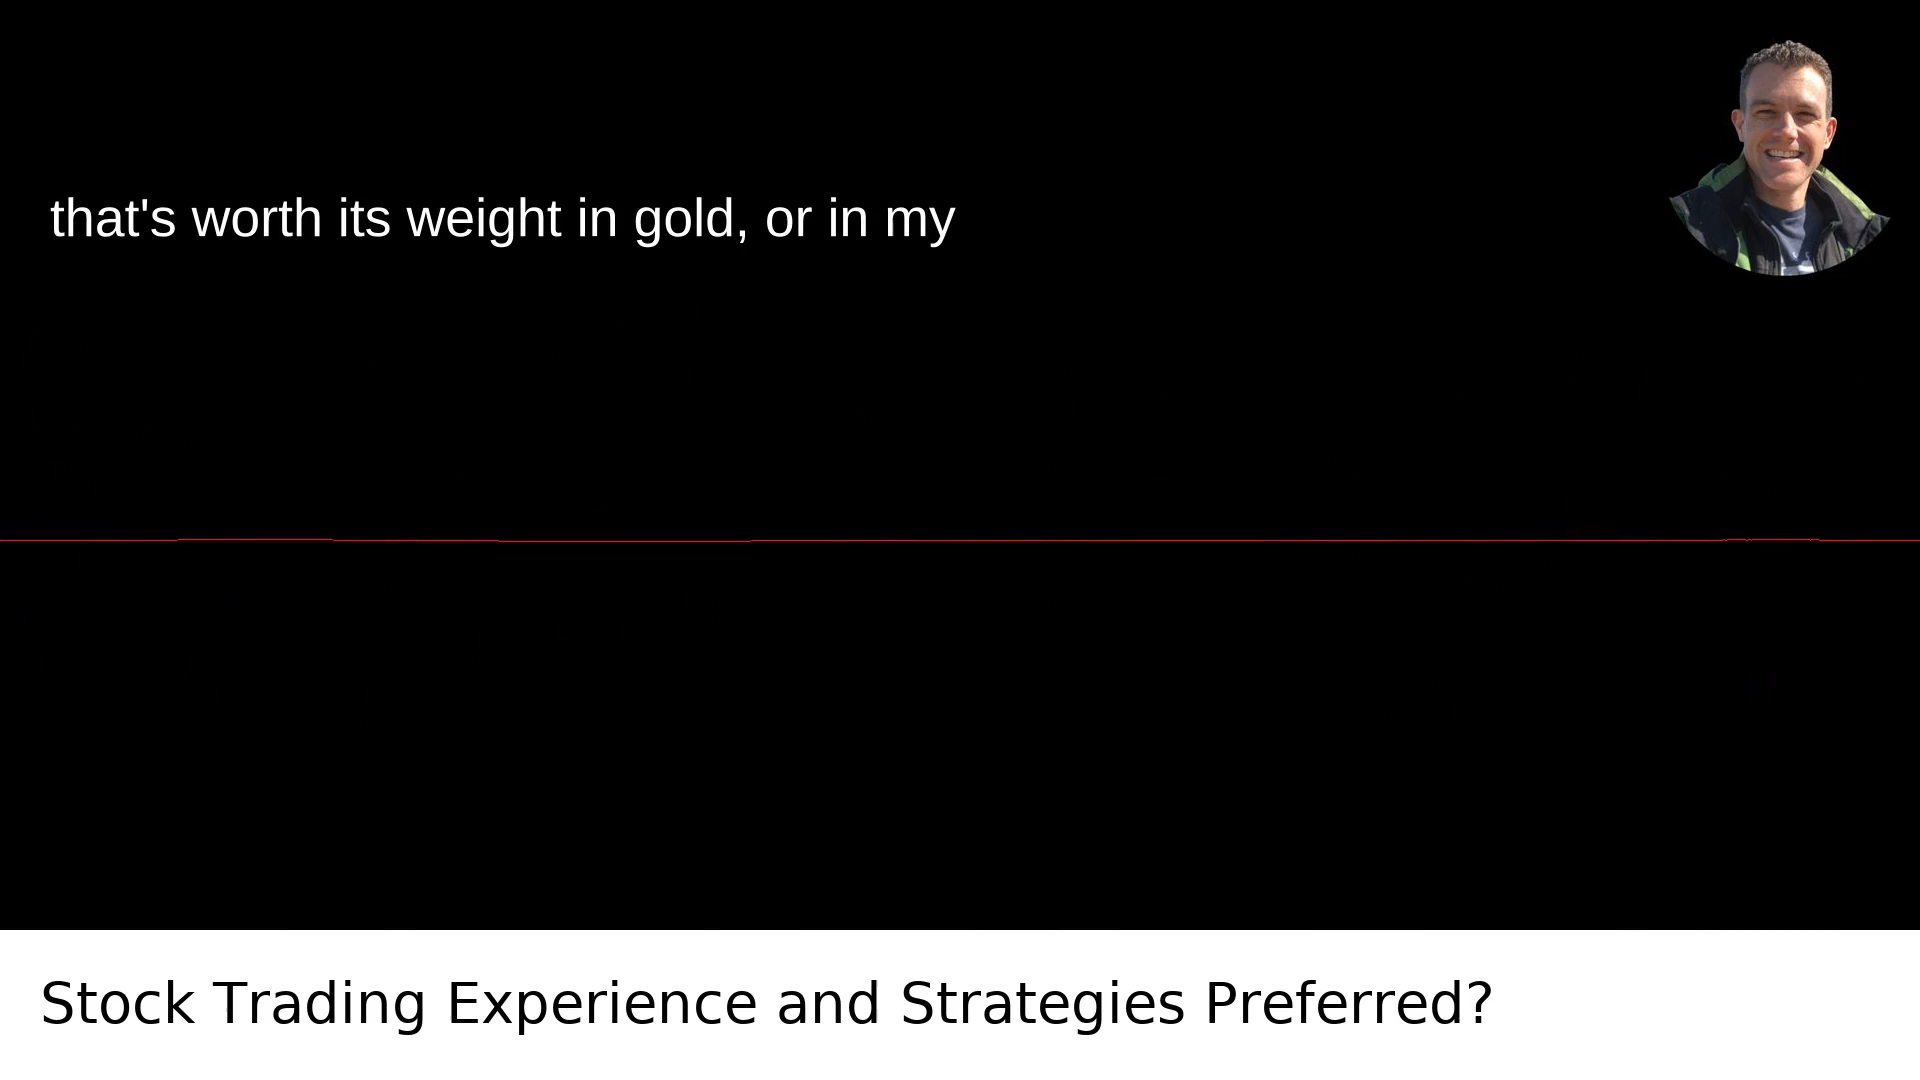 that's worth its weight in gold, or in my
Stock Trading Experience and Strategies Preferred?